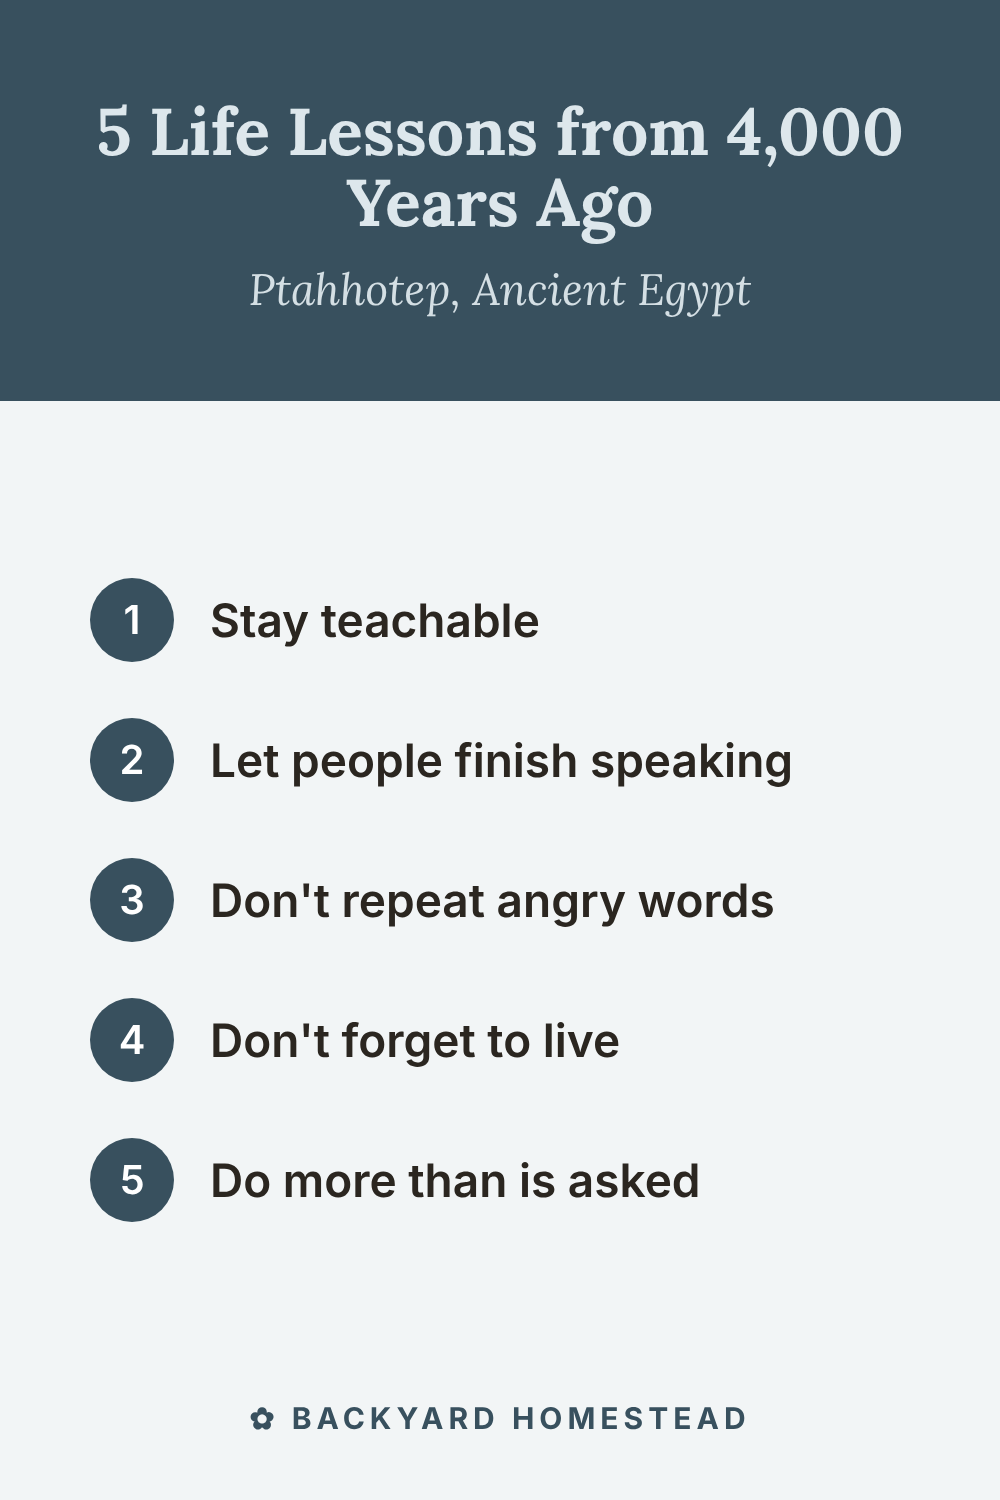 5 Life Lessons from 4,000
Years Ago
Ptahhotep, Ancient Egypt
1 Stay teachable
2 Let people finish speaking
3 Don't repeat angry words
4 Don't forget to live
5 Do more than is asked
✿ BACKYARD HOMESTEAD